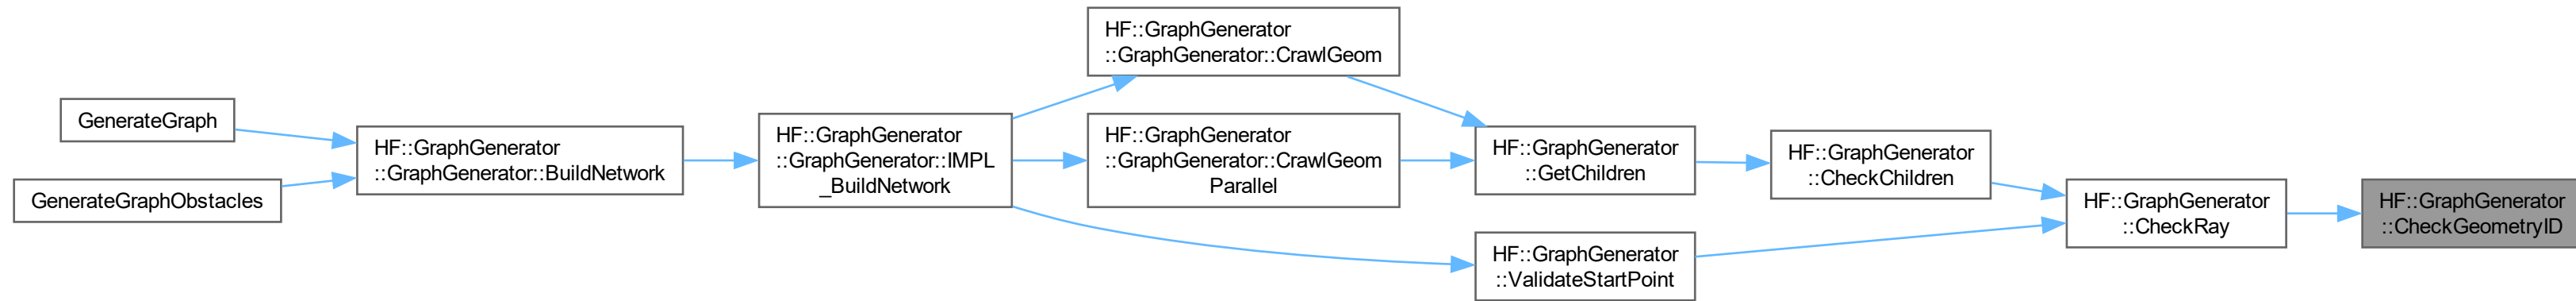 GenerateGraph
GenerateGraphObstacles
HF::GraphGenerator
::GraphGenerator::BuildNetwork
HF::GraphGenerator
::GraphGenerator::IMPL
_BuildNetwork
HF::GraphGenerator
::GraphGenerator::CrawlGeom
HF::GraphGenerator
::GraphGenerator::CrawlGeom
Parallel
HF::GraphGenerator
::GetChildren
HF::GraphGenerator
::ValidateStartPoint
HF::GraphGenerator
::CheckChildren
HF::GraphGenerator
::CheckRay
HF::GraphGenerator
::CheckGeometryID